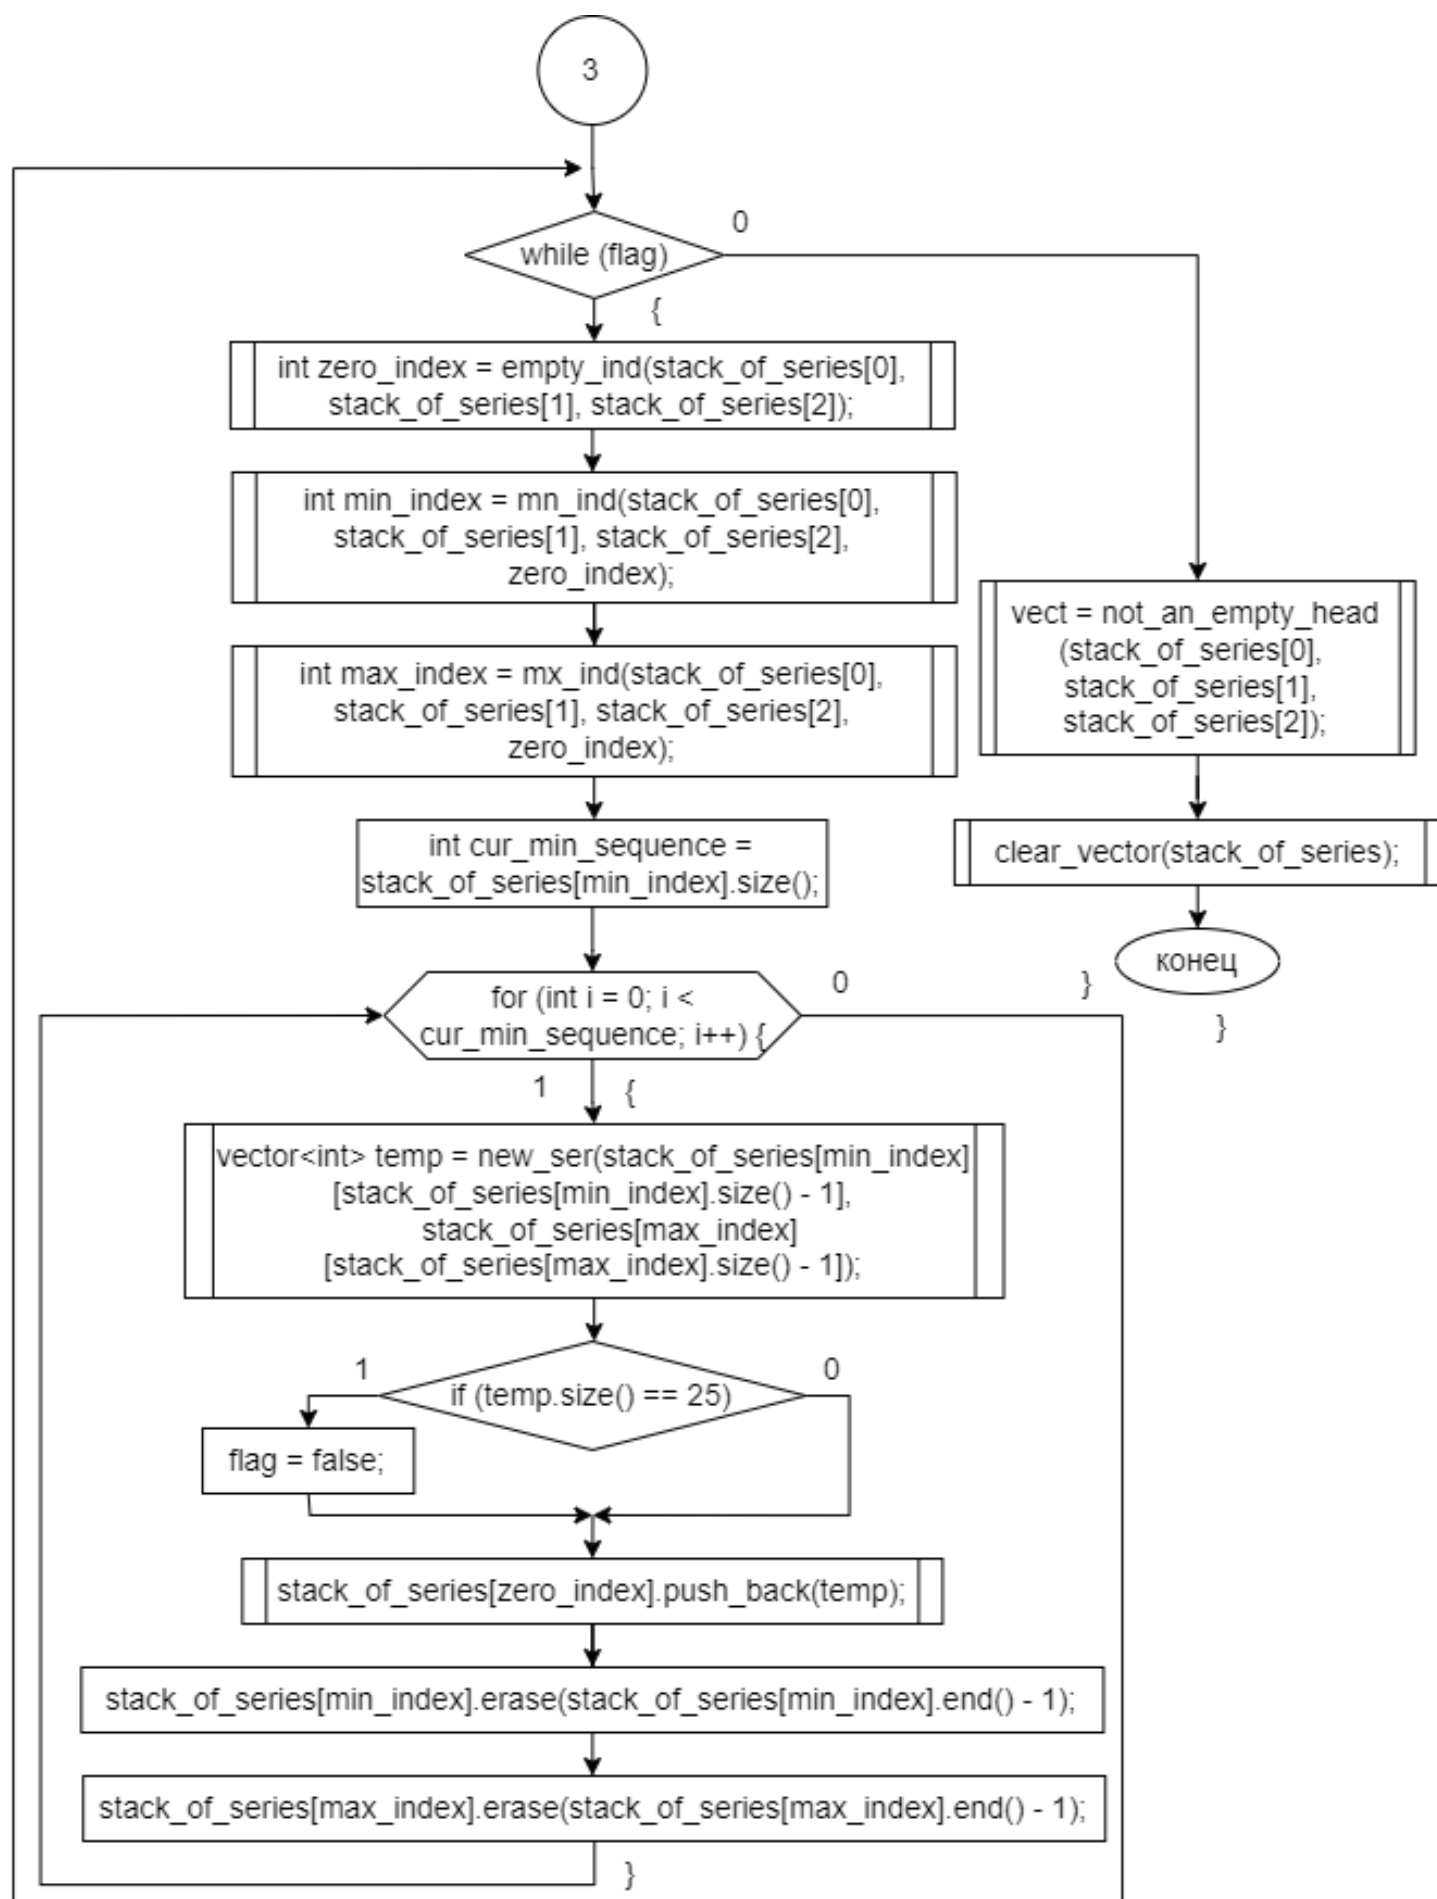 3
0
while (flag)
{
int zero_index = empty_ind(stack_of_series[0],
stack_of_series[1], stack_of_series[2]);
int min_index = mn_ind(stack_of_series[0],
stack_of_series[1], stack_of_series[2],
zero_index);
int max_index = mx_ind(stack_of_series[0],
stack_of_series[1], stack_of_series[2],
zero_index);
vect = not_an_empty_head
(stack_of_series[0],
stack_of_series[1],
stack_of_series[2]);
int cur_min_sequence =
stack_of_series[min_index].size();
clear_vector(stack_of_series);
конец
}
}
for (int i = 0; i <
cur_min_sequence; i++) {
0
1
{
vector<int> temp = new_ser(stack_of_series[min_index]
[stack_of_series[min_index].size() - 1],
stack_of_series[max_index]
[stack_of_series[max_index].size() - 1]);
1
0
if (temp.size() == 25)
flag = false;
stack_of_series[zero_index].push_back(temp);
stack_of_series[min_index].erase(stack_of_series[min_index].end() - 1);
stack_of_series[max_index].erase(stack_of_series[max_index].end() - 1);
}